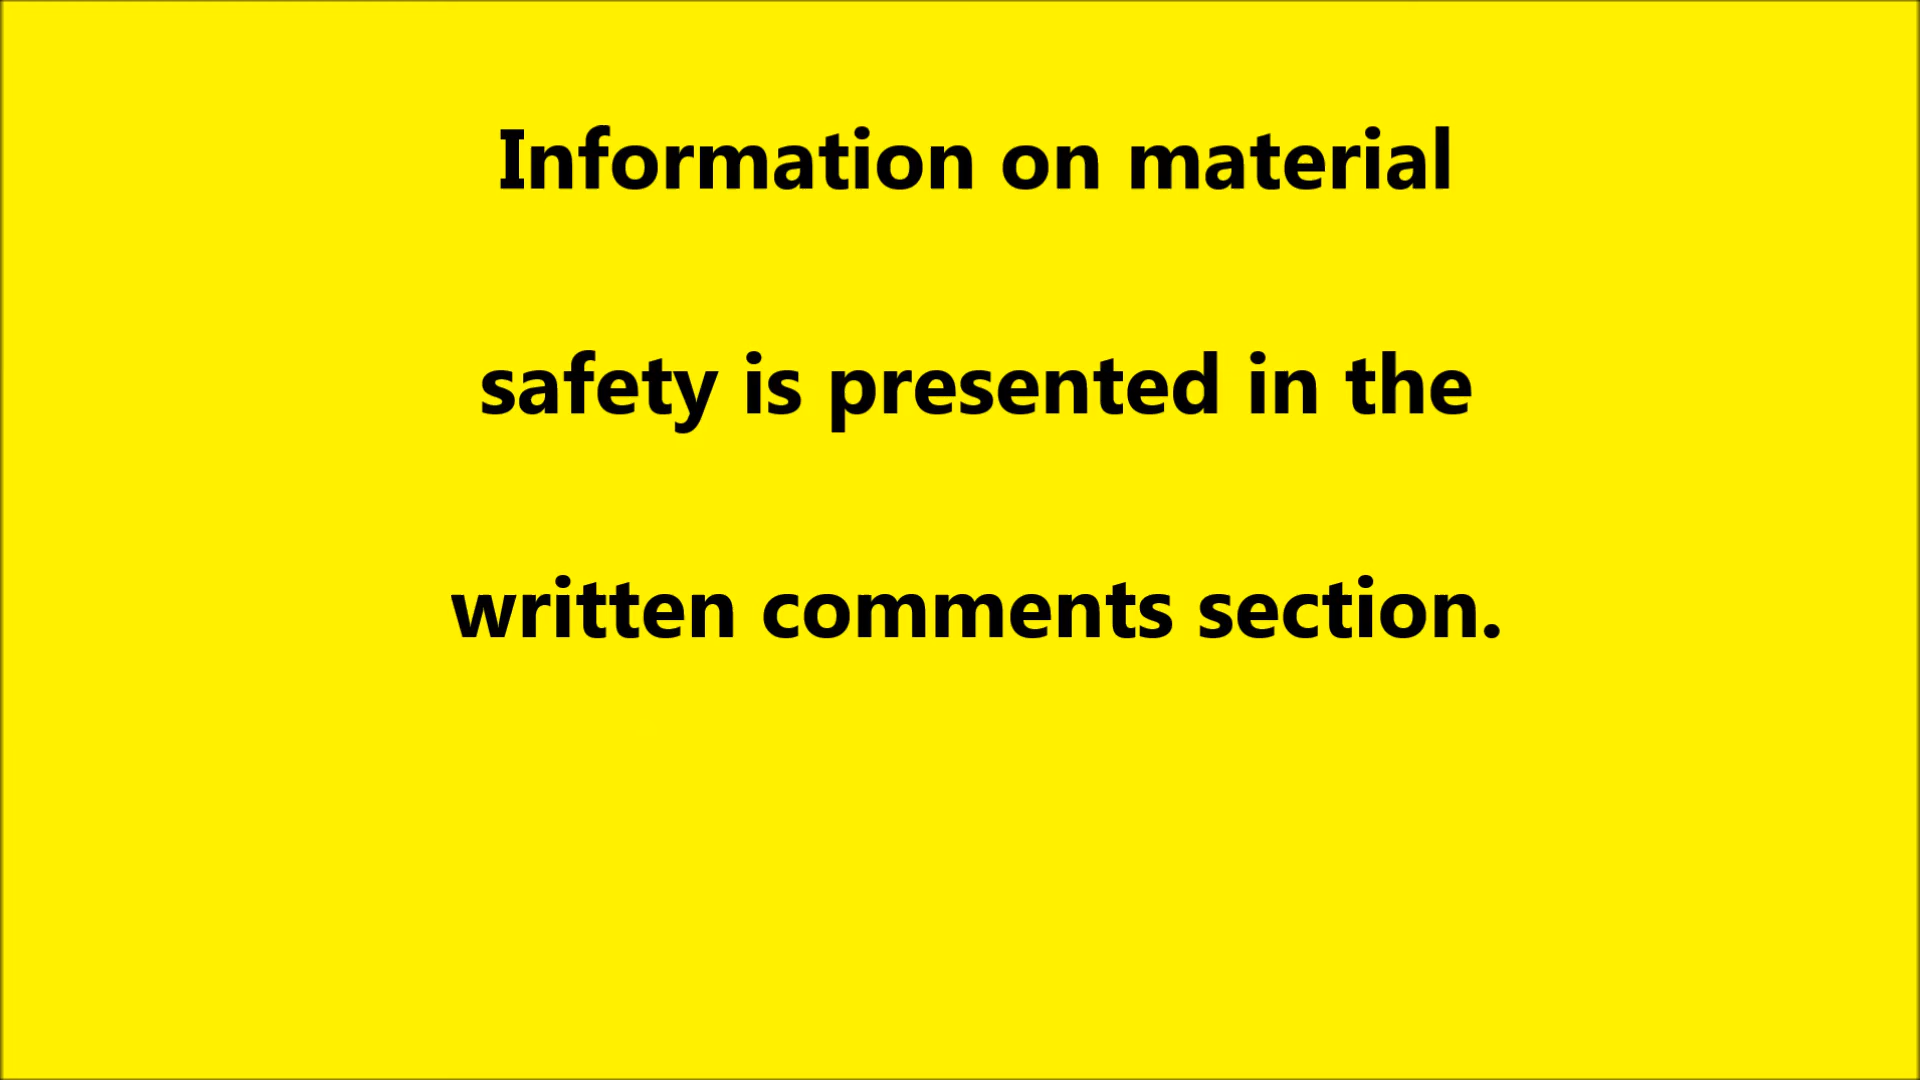 Information on material
safety is presented in the
written comments section.